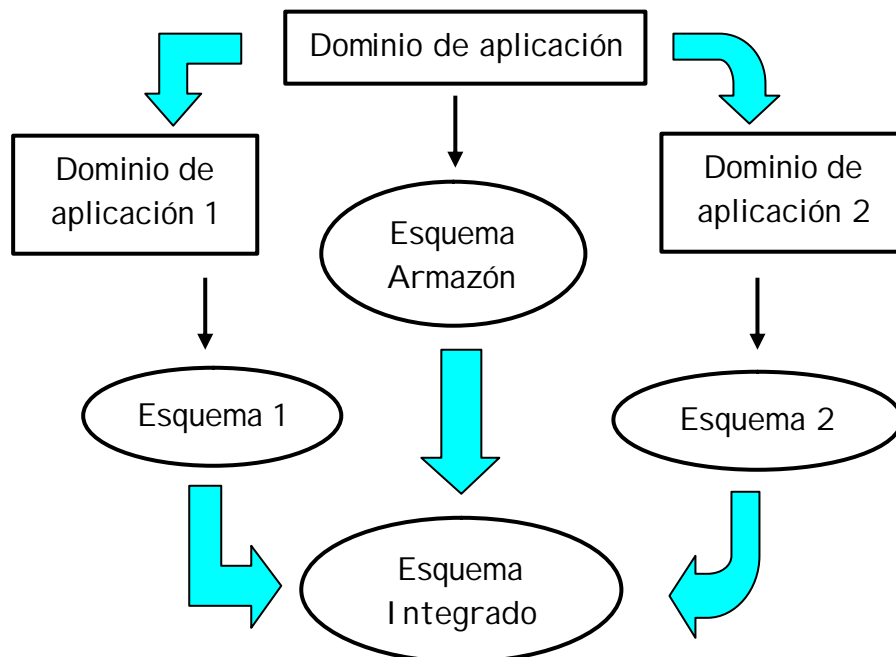 Dominio de aplicación
Dominio de
aplicación 1
Esquema
Armazón
Dominio de
aplicación 2
Esquema 1
Esquema 2
Esquema
Integrado